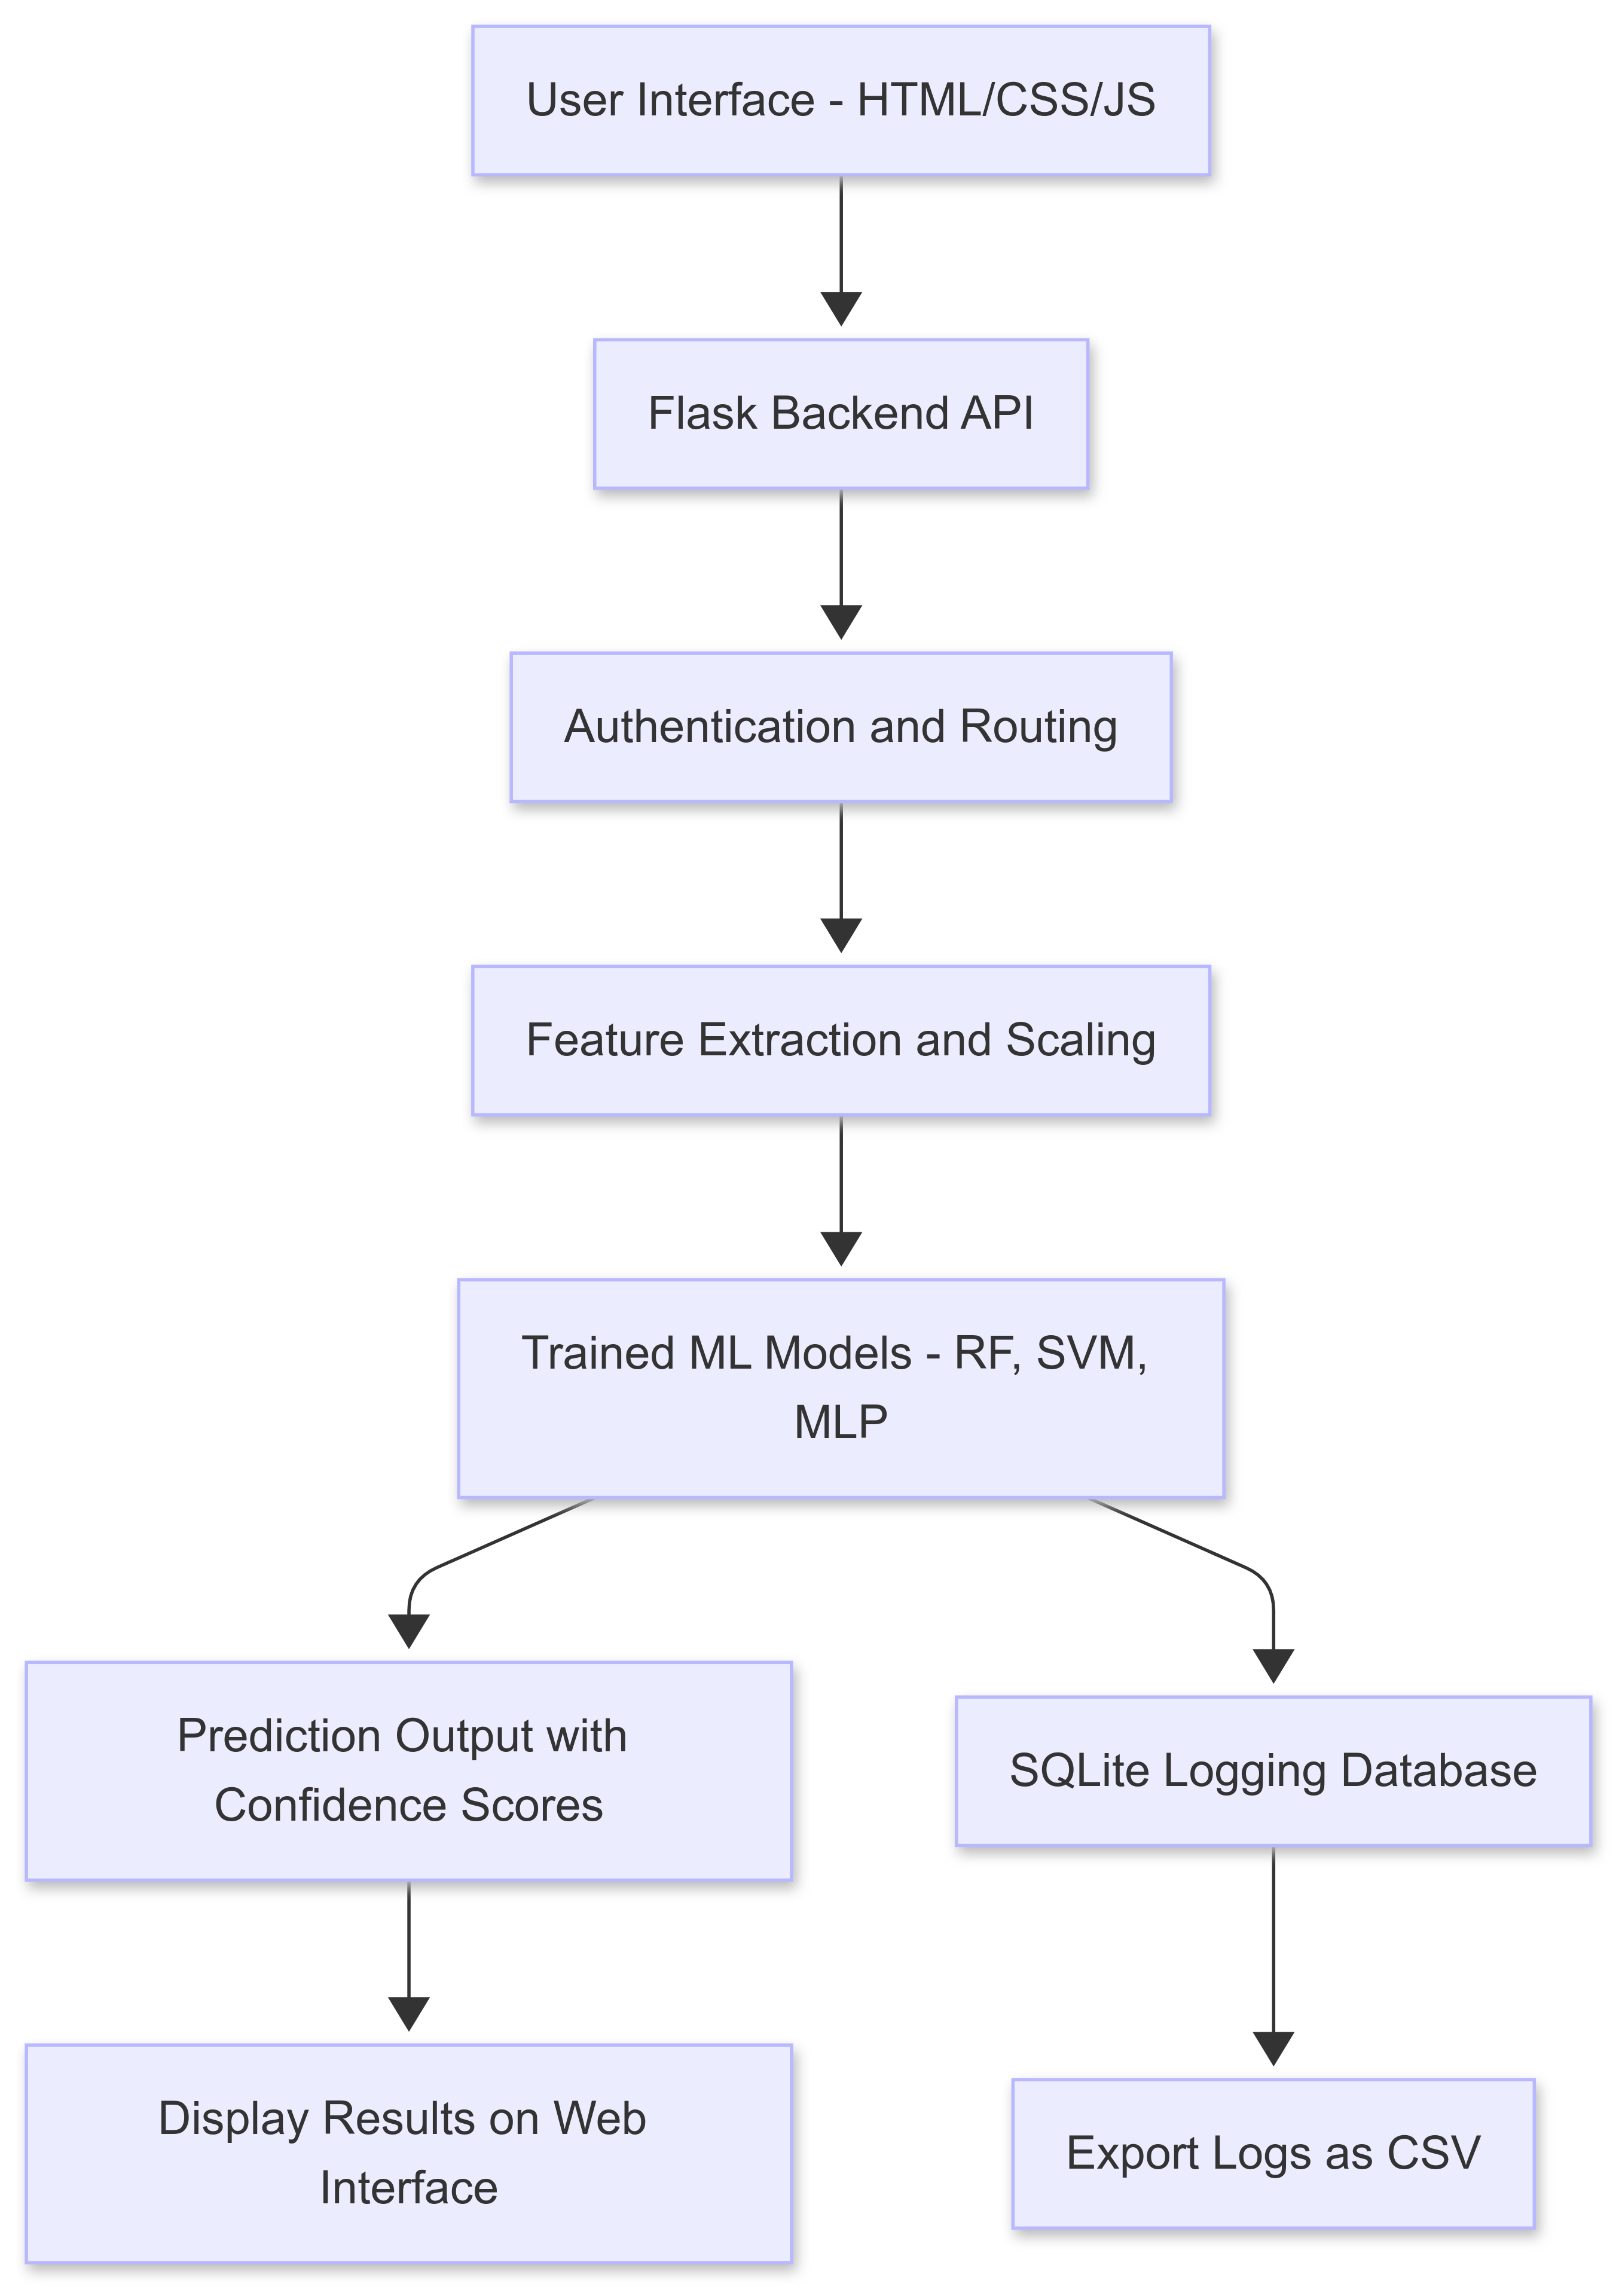 User Interface - HTML/CSS/JS
Flask Backend API
Authentication and Routing
Feature Extraction and Scaling
Trained ML Models - RF, SVM,
MLP
Prediction Output with
Confidence Scores
SQLite Logging Database
Display Results on Web
Interface
Export Logs as CSV